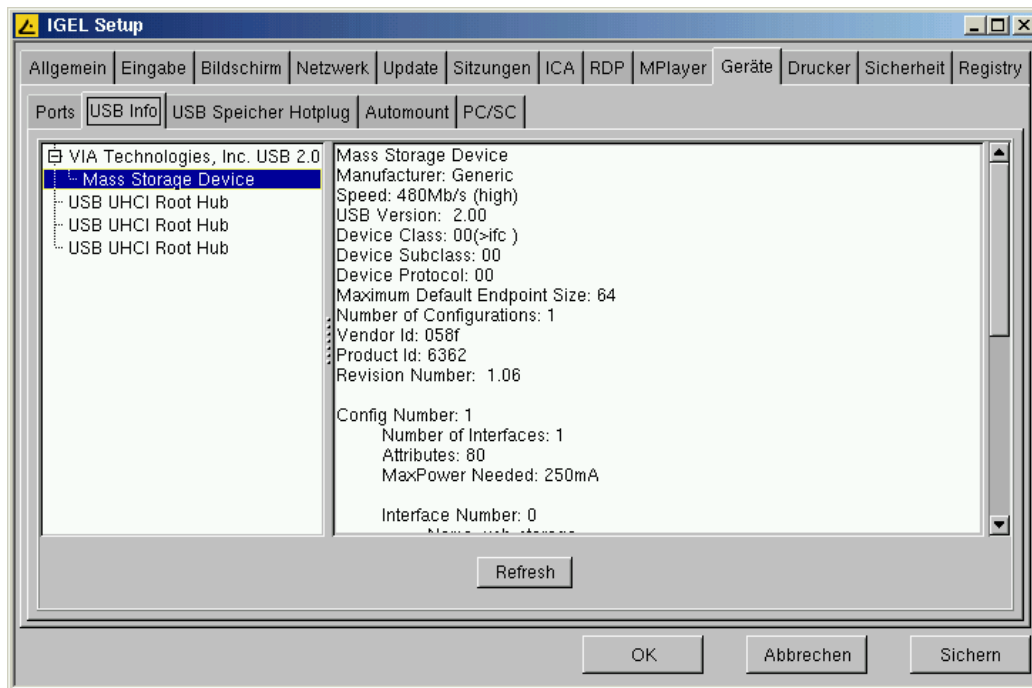 IGEL Setup
Allgemein Eingabe Bildschirm Netzwerk Update Sitzungen ICA RDP MPlayer Geräte Drucker Sicherheit Registry
Ports USB Info USB Speicher Hotplug Automount PC/SC
VIA Technologies, Inc. USB 2.0
Mass Storage Device
USB UHCI Root Hub
USB UHCI Root Hub
USB UHCI Root Hub
Mass Storage Device
Manufacturer: Generic
Speed: 480Mb/s (high)
USB Version: 2.00
Device Class: 00(>ifc )
Device Subclass: 00
Device Protocol: 00
Maximum Default Endpoint Size: 64
Number of Configurations: 1
Vendor Id: 058f
Product Id: 6362
Revision Number: 1.06
Config Number: 1
Number of Interfaces: 1
Attributes: 80
MaxPower Needed: 250mA
Interface Number: 0
Refresh
OK Abbrechen Sichern